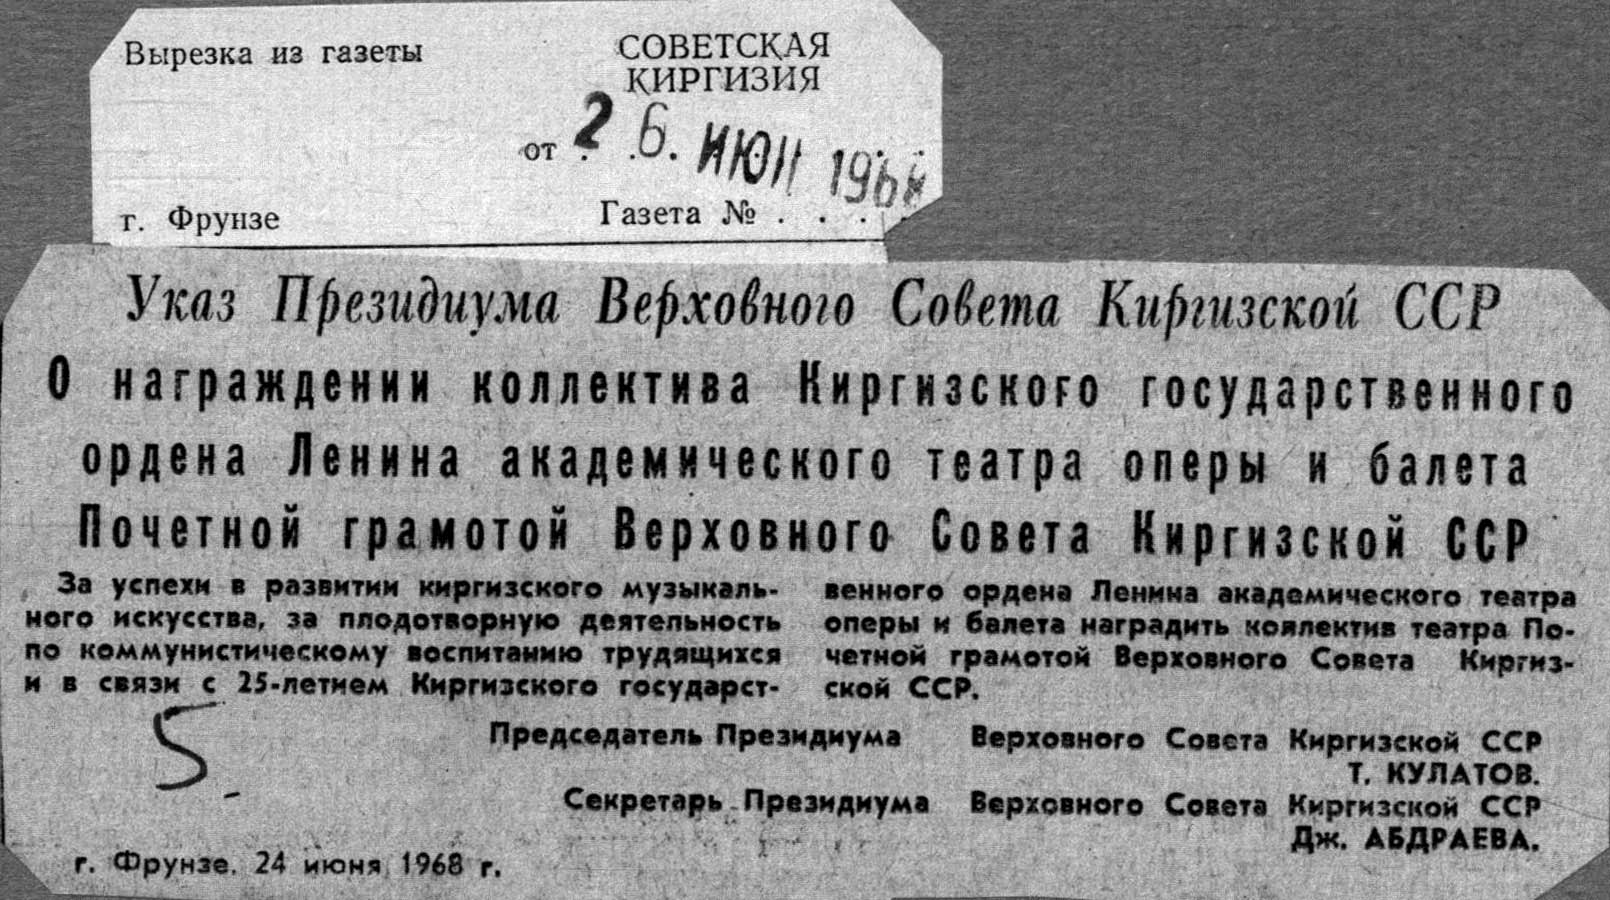 Вырезка из газеты
СОВЕТСКАЯ
КИРГИЗИЯ
от 2 6. ИЮН 1968
г. Фрунзе
Газета № . . . .
Указ Президиума Верховного Совета Киргизской ССР
О награждении коллектива Киргизского государственного
ордена Ленина академического театра оперы и балета
Почетной грамотой Верховного Совета Киргизской ССР
За успехи в развитии киргизского музыкаль-
ного искусства, за плодотворную деятельность
по коммунистическому воспитанию трудящихся
и в связи с 25-летием Киргизского государст-
венного ордена Ленина академического театра
оперы и балета наградить коллектив театра По-
четной грамотой Верховного Совета Киргиз-
ской ССР.
Председатель Президиума Верховного Совета Киргизской ССР
Т. КУЛАТОВ.
Секретарь Президиума Верховного Совета Киргизской ССР
Дж. АБДРАЕВА.
г. Фрунзе. 24 июня 1968 г.
5